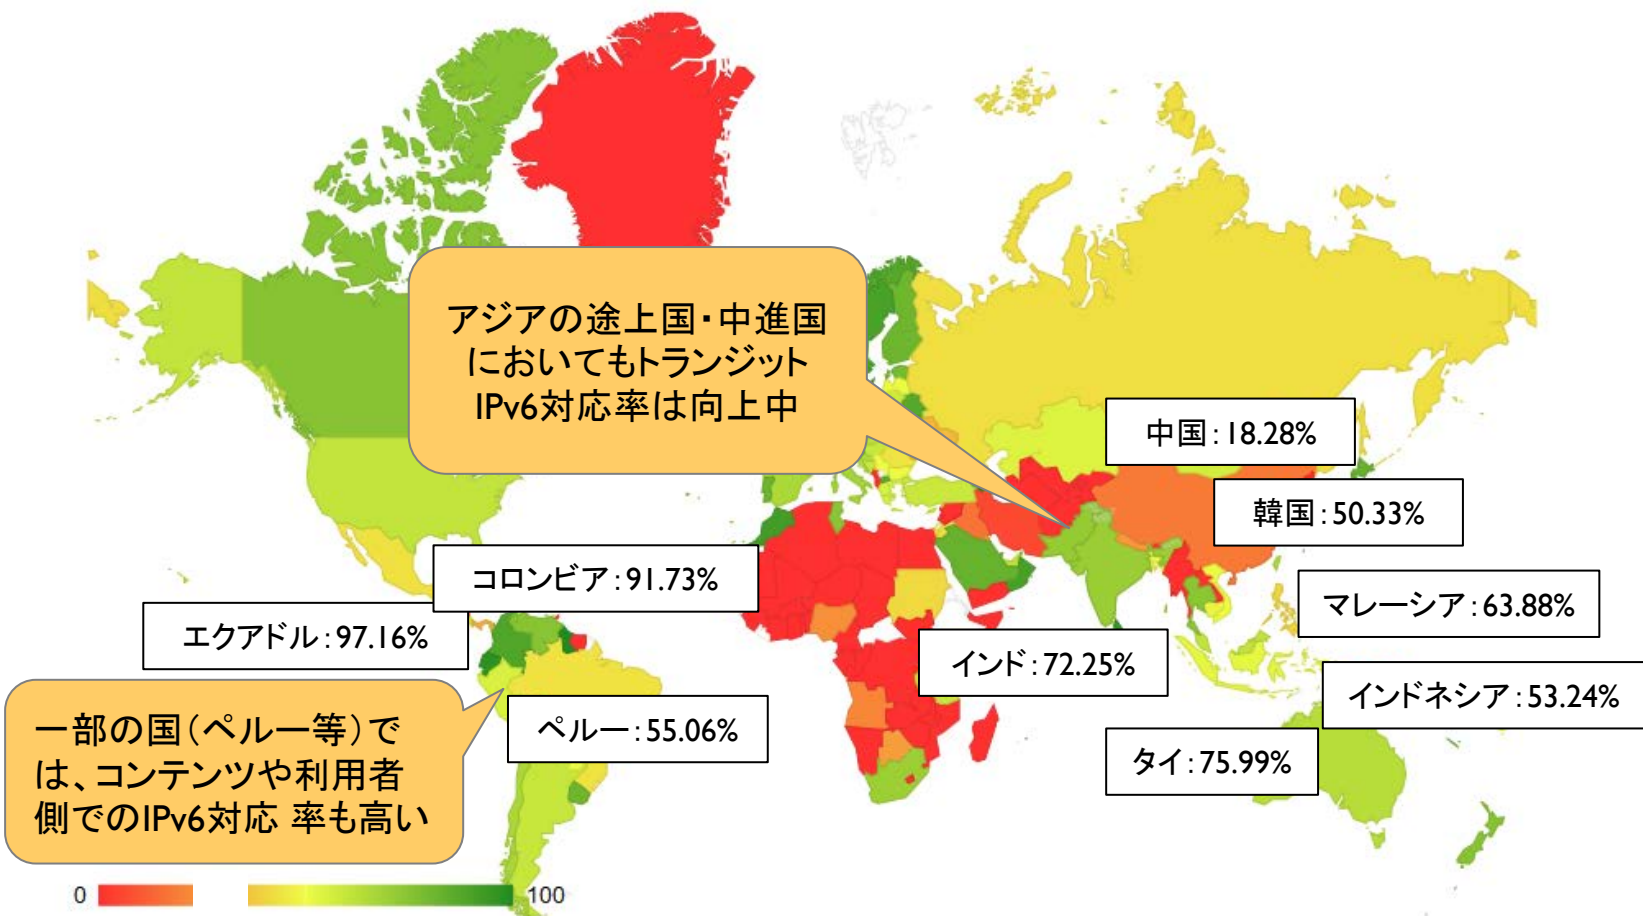 アジアの途上国・中進国
においてもトランジット
IPv6対応率は向上中
中国：18.28%
韓国：50.33%
コロンビア：91.73%
マレーシア：63.88%
エクアドル：97.16%
インド：72.25%
インドネシア：53.24%
ペルー：55.06%
タイ：75.99%
一部の国（ペルー等）で
は、コンテンツや利用者
側でのIPv6対応 率も高い
0
100